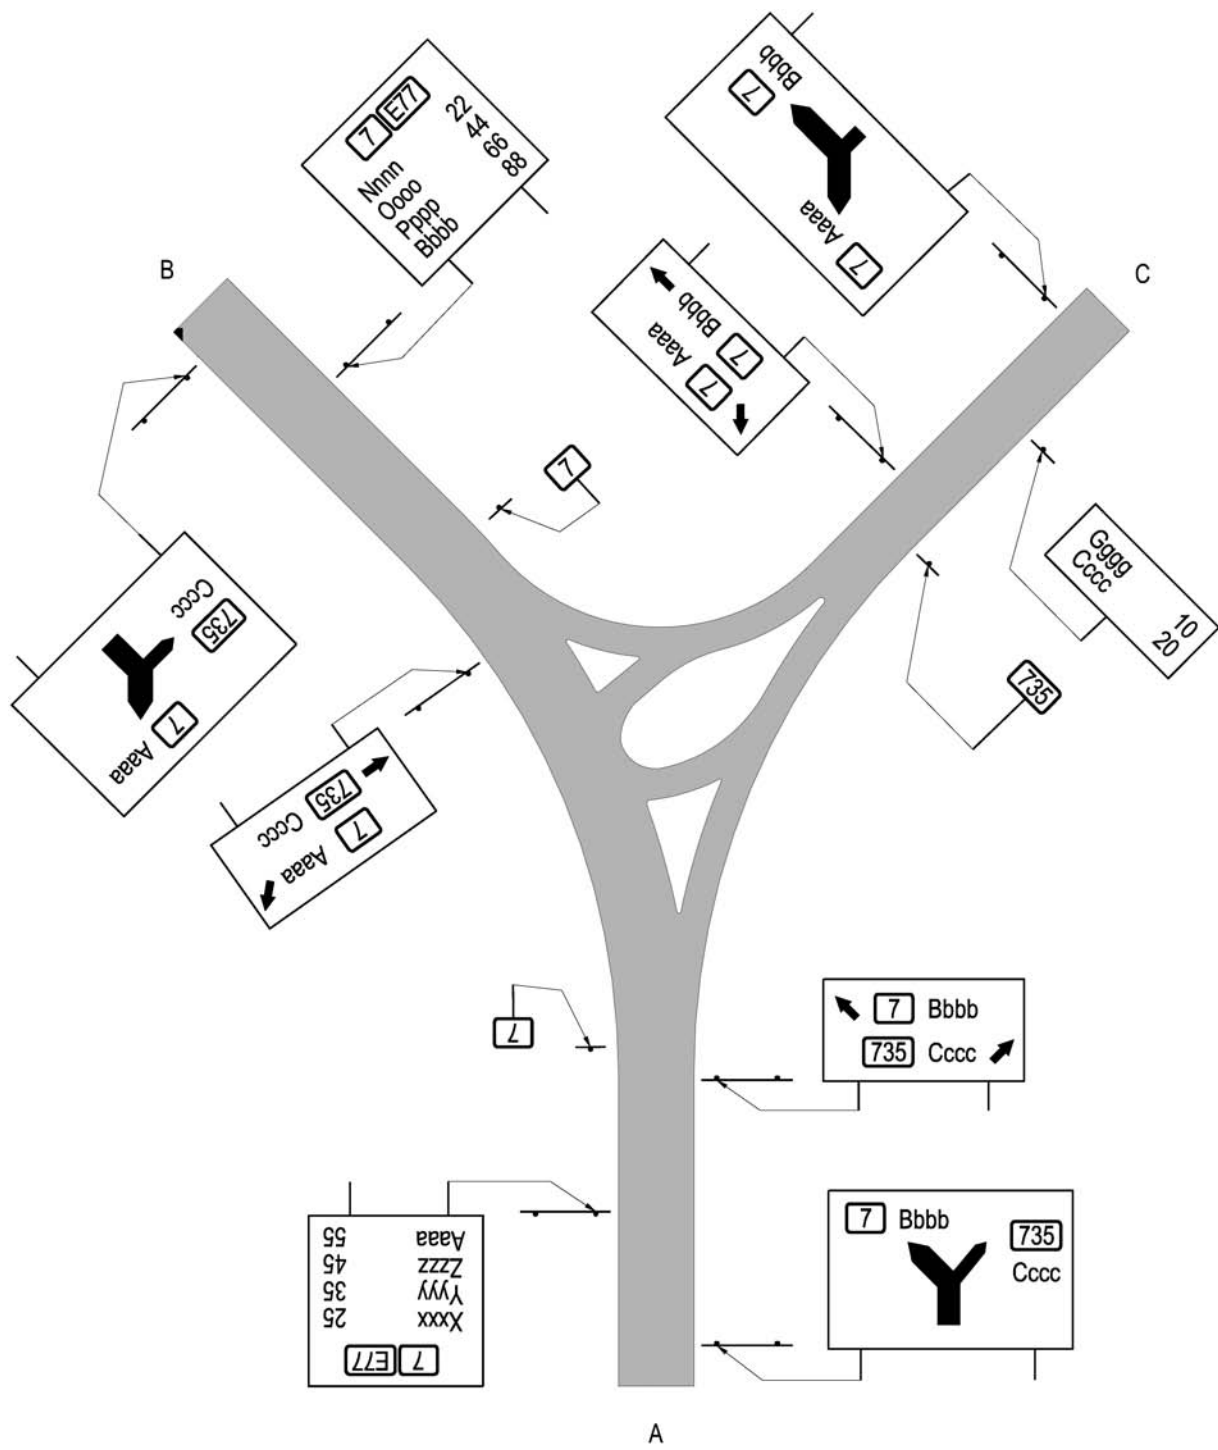 B
C
A
7 E77
Nnnn 22
Oooo 44
Pppp 66
Bbbb 88
7 Bbbb
7 Aaaa
Bbbb 7
Aaaa 7
7
Gggg 10
Cccc 20
735
735 Cccc
7 Aaaa
735 Cccc
7 Aaaa
7
7 Bbbb
735 Cccc
7 E77
Xxxx 25
Yyyy 35
Zzzz 45
Aaaa 55
7 Bbbb
735
Cccc